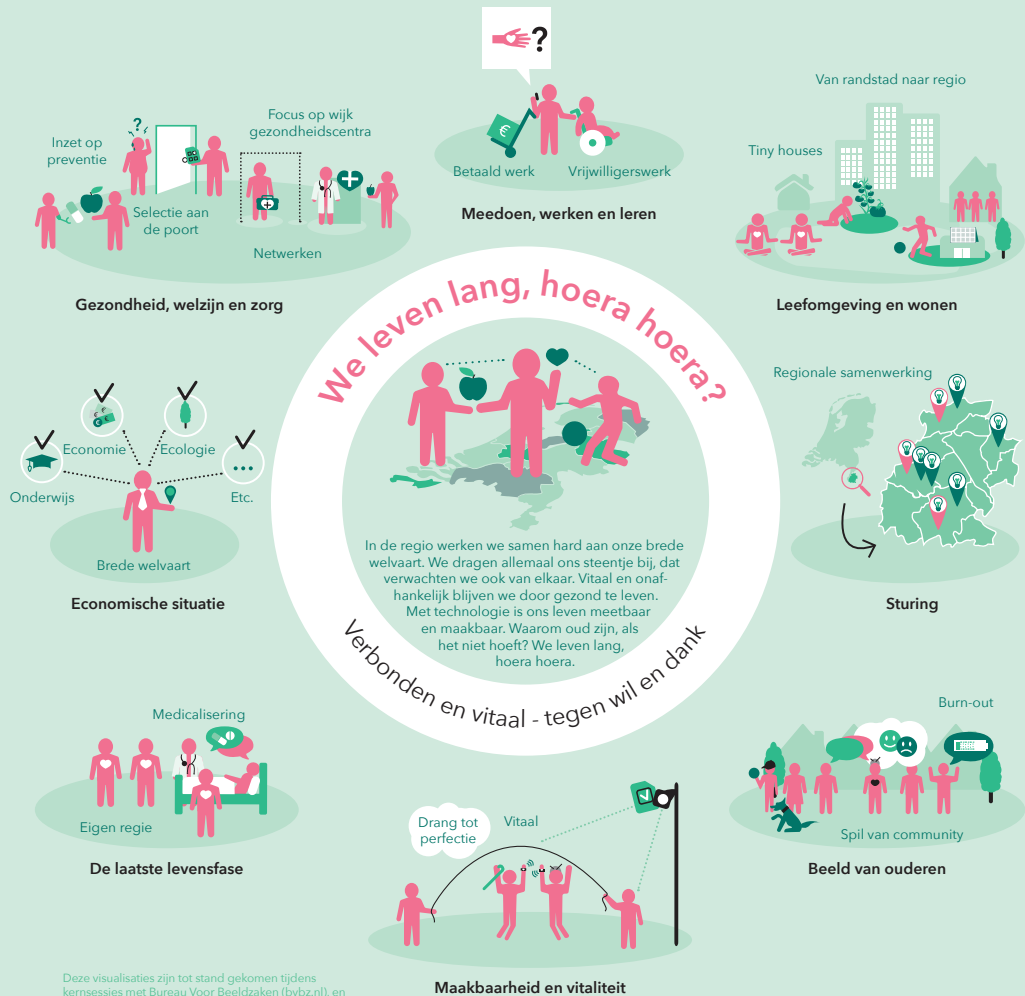 ?
Betaald werk
Vrijwilligerswerk
Meedoen, werken en leren
Inzet op
preventie
?
Selectie aan
de poort
Focus op wijk
gezondheidscentra
Netwerken
Gezondheid, welzijn en zorg
Van randstad naar regio
Tiny houses
Leefomgeving en wonen
We leven lang, hoera hoera?
In de regio werken we samen hard aan onze brede
welvaart. We dragen allemaal ons steentje bij, dat
verwachten we ook van elkaar. Vitaal en onaf-
hankelijk blijven we door gezond te leven.
Met technologie is ons leven meetbaar
en maakbaar. Waarom oud zijn, als
het niet hoeft? We leven lang,
hoera hoera.
Verbonden en vitaal - tegen wil en dank
Economie
Ecologie
Onderwijs
...
Etc.
Brede welvaart
Economische situatie
Regionale samenwerking
Sturing
Medicalisering
Eigen regie
De laatste levensfase
Drang tot
perfectie
Vitaal
Maakbaarheid en vitaliteit
Burn-out
Spil van community
Beeld van ouderen
Deze visualisaties zijn tot stand gekomen tijdens
kernsessies met Bureau Voor Beeldzaken (bvbz.nl), en